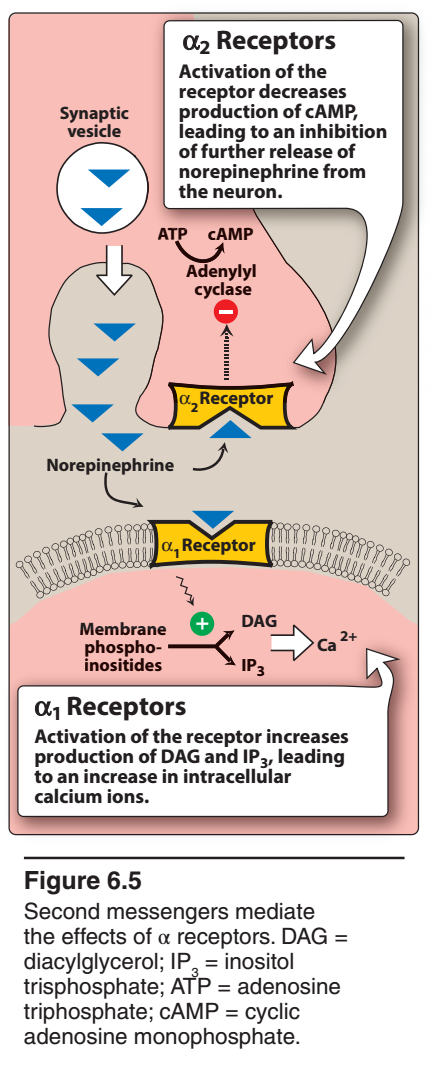 α2 Receptors
Activation of the
receptor decreases
production of cAMP,
leading to an inhibition
of further release of
norepinephrine from
the neuron.
Synaptic
vesicle
ATP cAMP
Adenylyl
cyclase
−
α2 Receptor
Norepinephrine
α1 Receptor
+
Membrane
phospho-
inositides
DAG
IP3
Ca 2+
α1 Receptors
Activation of the receptor increases
production of DAG and IP3, leading
to an increase in intracellular
calcium ions.
Figure 6.5
Second messengers mediate
the effects of α receptors. DAG =
diacylglycerol; IP3 = inositol
trisphosphate; ATP = adenosine
triphosphate; cAMP = cyclic
adenosine monophosphate.